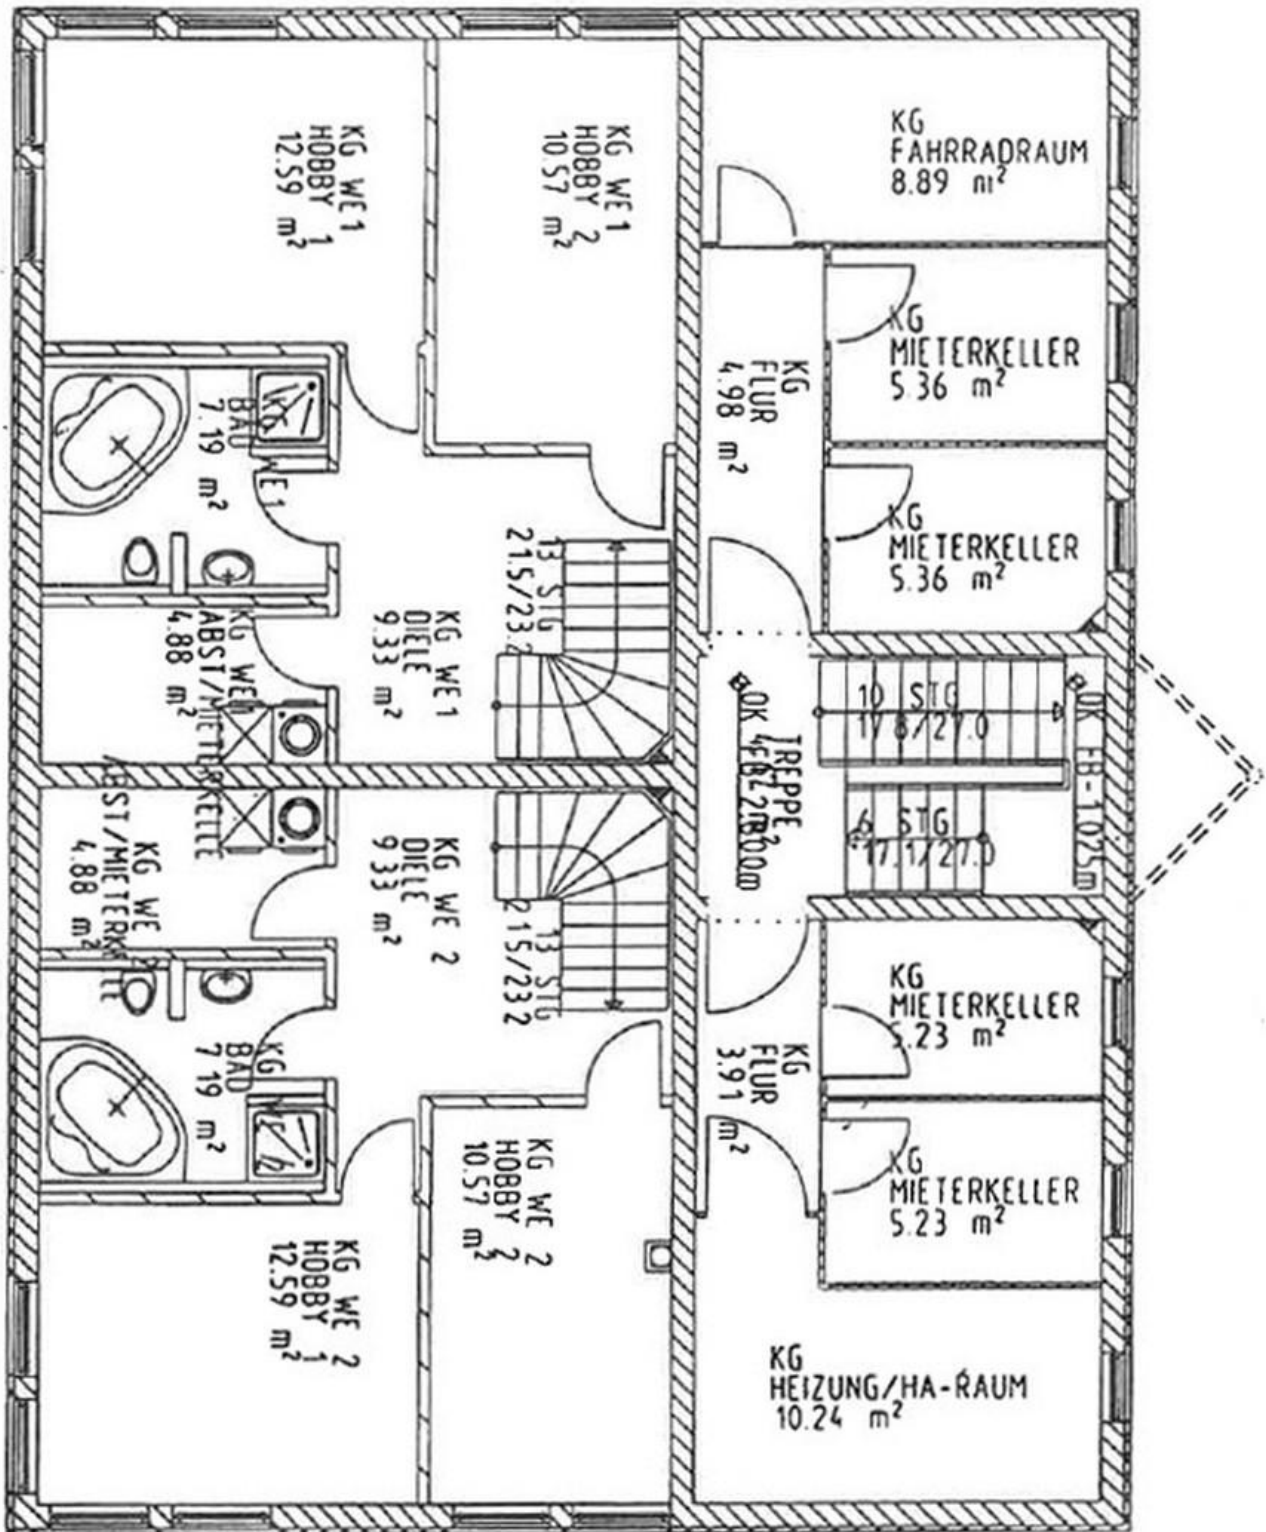 KG WE 1
HOBBY 1
12.59 m²
KG WE 1
HOBBY 2
10.57 m²
KG
FAHRRADRAUM
8.89 m²
KG
MIETERKELLER
5.36 m²
KG
FLUR
4.98 m²
KG
MIETERKELLER
5.36 m²
KG WE 1
BAD
7.19 m²
13 STG
21.5/23.2
KG WE 1
DIELE
9.33 m²
KG WE 1
ABST/MIETERKELLE
4.88 m²
10 STG
17.8/27.0
OK FB-1.025m
TREPPE
6 STG
17.1/27.0
KG WE 2
DIELE
9.33 m²
KG WE 2
ABST/MIETERKELLE
4.88 m²
13 STG
21.5/23.2
KG
MIETERKELLER
5.23 m²
KG
FLUR
3.91 m²
KG WE 2
BAD
7.19 m²
KG
MIETERKELLER
5.23 m²
KG WE 2
HOBBY 2
10.57 m²
KG WE 2
HOBBY 1
12.59 m²
KG
HEIZUNG/HA-RAUM
10.24 m²